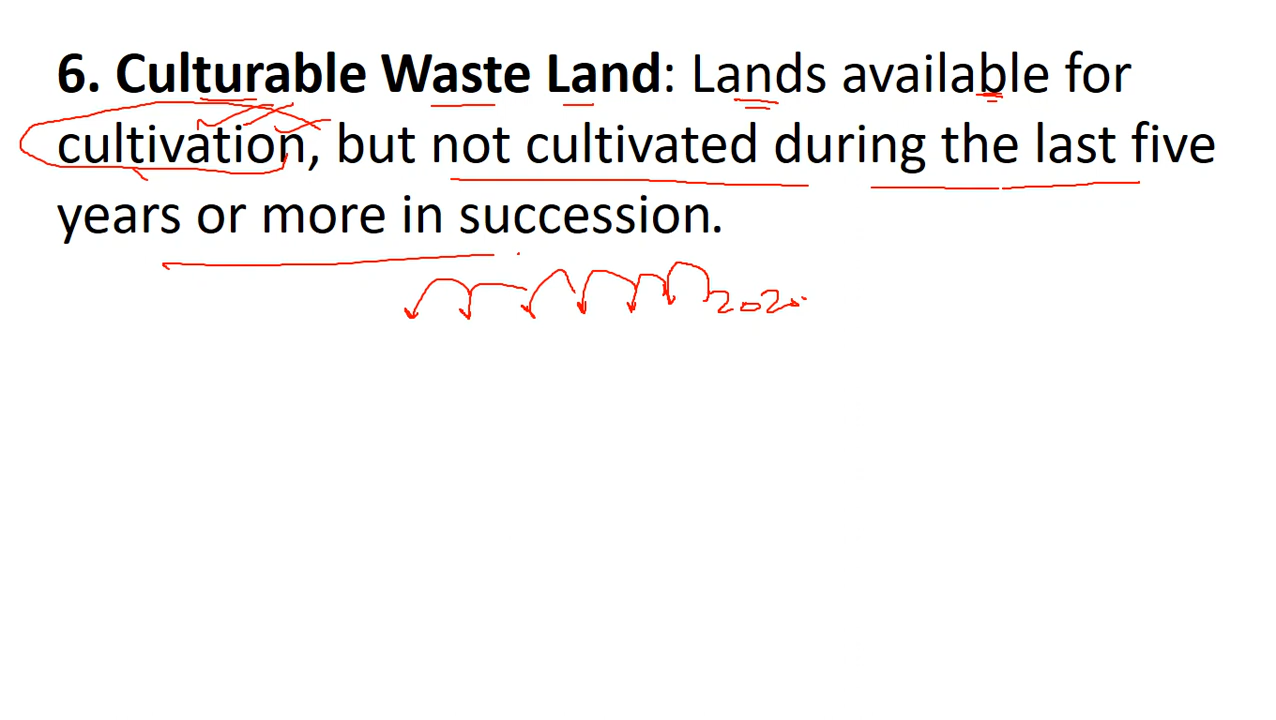 6. Culturable Waste Land: Lands available for
cultivation, but not cultivated during the last five
years or more in succession.
2020